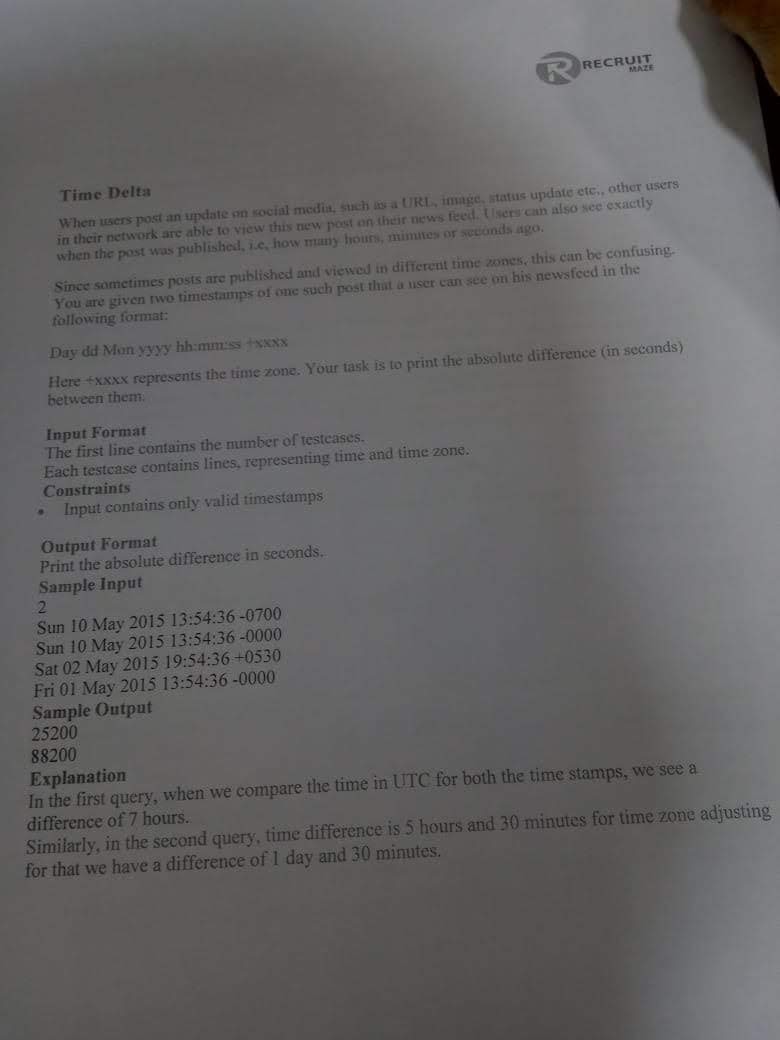 RECRUIT
MAZE
Time Delta
When users post an update on social media, such as a URL, image, status update etc., other users
in their network are able to view this new post on their news feed. Users can also see exactly
when the post was published, i.e, how many hours, minutes or seconds ago.
Since sometimes posts are published and viewed in different time zones, this can be confusing.
You are given two timestamps of one such post that a user can see on his newsfeed in the
following format:
Day dd Mon yyyy hh:mm:ss +xxxx
Here +xxxx represents the time zone. Your task is to print the absolute difference (in seconds)
between them.
Input Format
The first line contains the number of testcases.
Each testcase contains lines, representing time and time zone.
Constraints
• Input contains only valid timestamps
Output Format
Print the absolute difference in seconds.
Sample Input
2
Sun 10 May 2015 13:54:36 -0700
Sun 10 May 2015 13:54:36 -0000
Sat 02 May 2015 19:54:36 +0530
Fri 01 May 2015 13:54:36 -0000
Sample Output
25200
88200
Explanation
In the first query, when we compare the time in UTC for both the time stamps, we see a
difference of 7 hours.
Similarly, in the second query, time difference is 5 hours and 30 minutes for time zone adjusting
for that we have a difference of 1 day and 30 minutes.